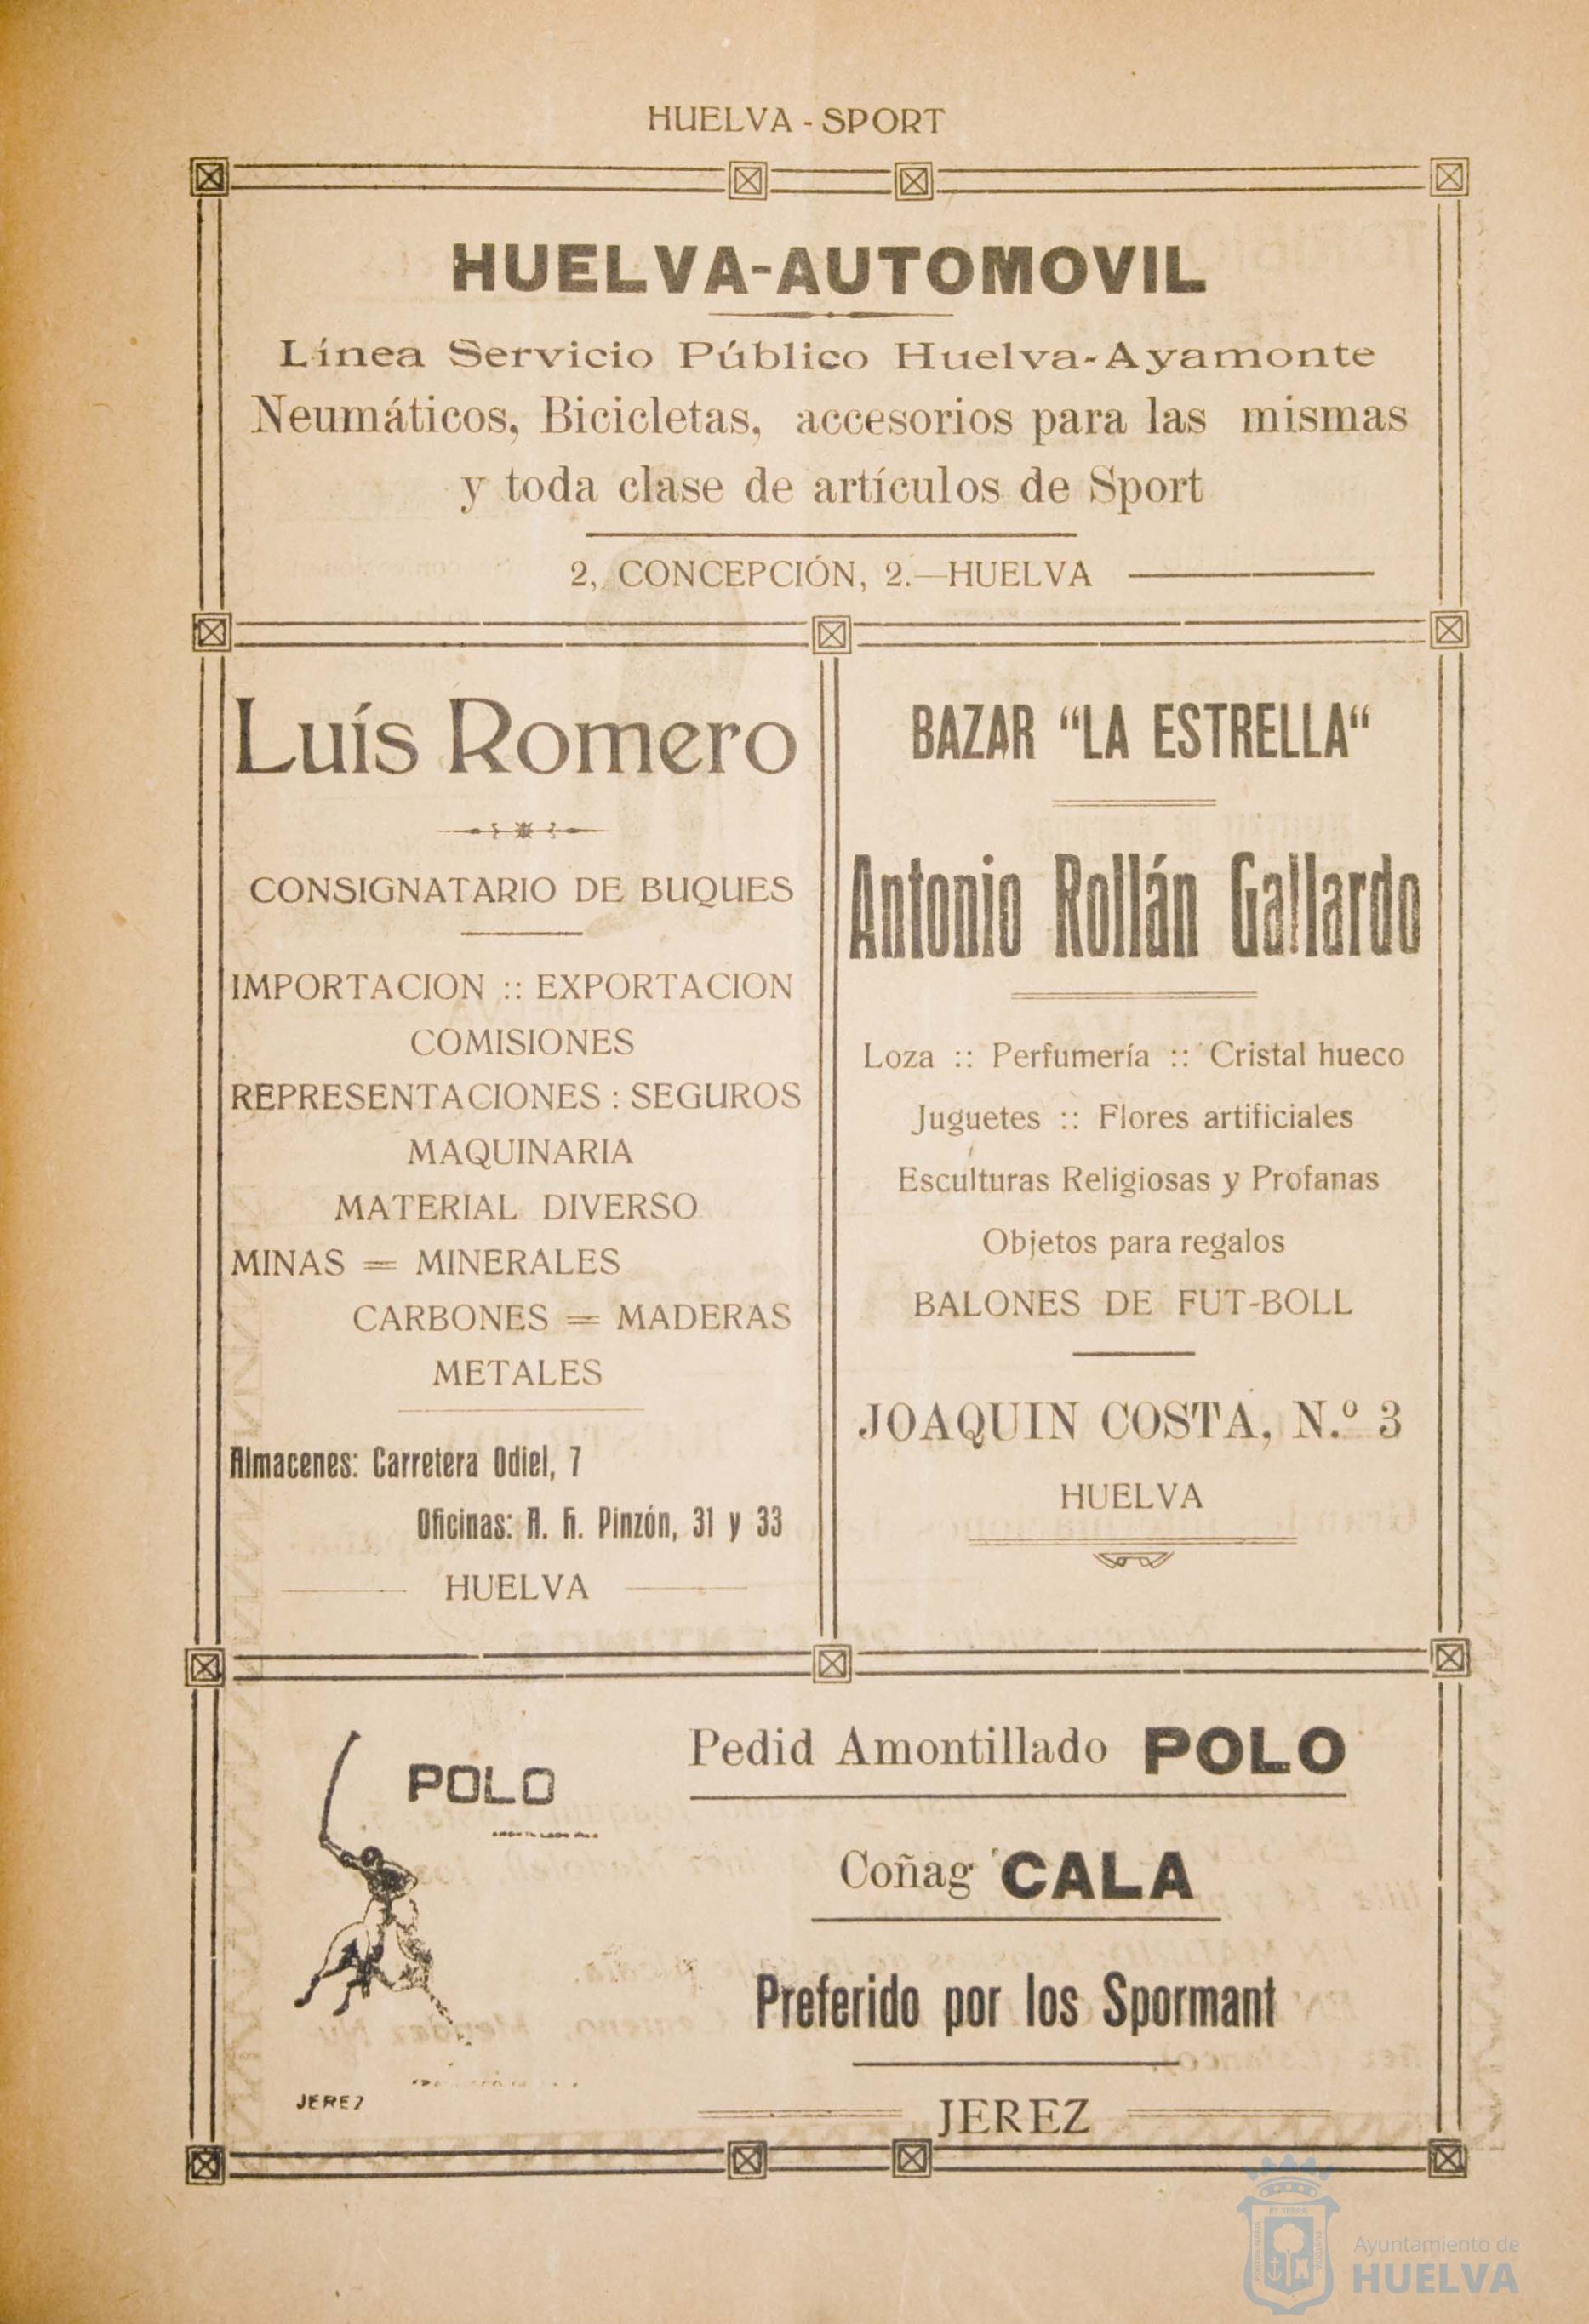 HUELVA - SPORT
HUELVA-AUTOMOVIL
Línea Servicio Público Huelva-Ayamonte
Neumáticos, Bicicletas, accesorios para las mismas
y toda clase de artículos de Sport
2, CONCEPCIÓN, 2.—HUELVA
Luís Romero
CONSIGNATARIO DE BUQUES
IMPORTACION :: EXPORTACION
COMISIONES
REPRESENTACIONES : SEGUROS
MAQUINARIA
MATERIAL DIVERSO
MINAS = MINERALES
CARBONES = MADERAS
METALES
Almacenes: Carretera Odiel, 7
Oficinas: A. H. Pinzón, 31 y 33
HUELVA
BAZAR “LA ESTRELLA“
Antonio Rollán Gallardo
Loza :: Perfumería :: Cristal hueco
Juguetes :: Flores artificiales
Esculturas Religiosas y Profanas
Objetos para regalos
BALONES DE FUT-BOLL
JOAQUIN COSTA, N.º 3
HUELVA
POLO
JEREZ
Pedid Amontillado POLO
Coñag CALA
Preferido por los Spormant
JEREZ
Ayuntamiento de
HUELVA